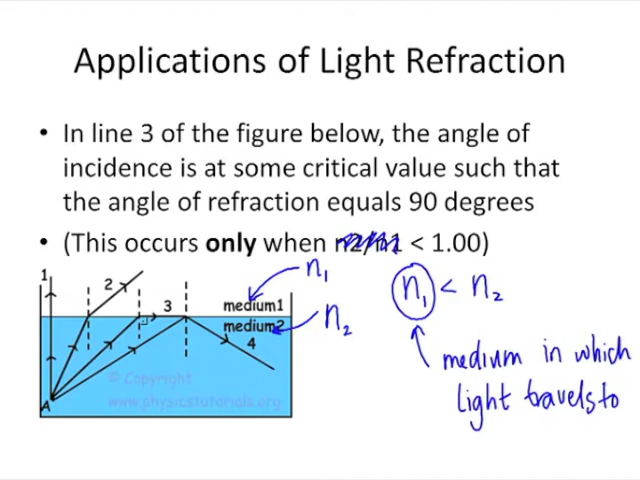 Applications of Light Refraction
• In line 3 of the figure below, the angle of
incidence is at some critical value such that
the angle of refraction equals 90 degrees
• (This occurs only when n2/n1 < 1.00)
1
2
3
medium1
medium2
4
A
© Copyright
www.physicstutorials.org
n₁
n₂
n₁ < n₂
medium in which
light travels to